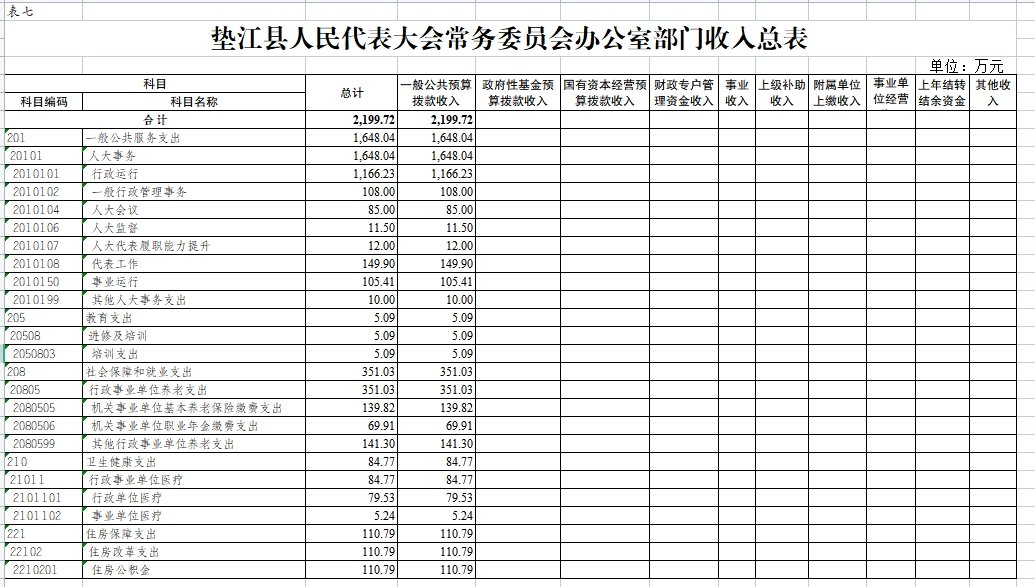 表七
垫江县人民代表大会常务委员会办公室部门收入总表
单位：万元
科目 总计 一般公共预算拨款收入 政府性基金预算拨款收入 国有资本经营预算拨款收入 财政专户管理资金收入 事业收入 上级补助收入 附属单位上缴收入 事业单位经营 上年结转结余资金 其他收入
科目编码 科目名称
合计 2,199.72 2,199.72
201 一般公共服务支出 1,648.04 1,648.04
20101 人大事务 1,648.04 1,648.04
2010101 行政运行 1,166.23 1,166.23
2010102 一般行政管理事务 108.00 108.00
2010104 人大会议 85.00 85.00
2010106 人大监督 11.50 11.50
2010107 人大代表履职能力提升 12.00 12.00
2010108 代表工作 149.90 149.90
2010150 事业运行 105.41 105.41
2010199 其他人大事务支出 10.00 10.00
205 教育支出 5.09 5.09
20508 进修及培训 5.09 5.09
2050803 培训支出 5.09 5.09
208 社会保障和就业支出 351.03 351.03
20805 行政事业单位养老支出 351.03 351.03
2080505 机关事业单位基本养老保险缴费支出 139.82 139.82
2080506 机关事业单位职业年金缴费支出 69.91 69.91
2080599 其他行政事业单位养老支出 141.30 141.30
210 卫生健康支出 84.77 84.77
21011 行政事业单位医疗 84.77 84.77
2101101 行政单位医疗 79.53 79.53
2101102 事业单位医疗 5.24 5.24
221 住房保障支出 110.79 110.79
22102 住房改革支出 110.79 110.79
2210201 住房公积金 110.79 110.79